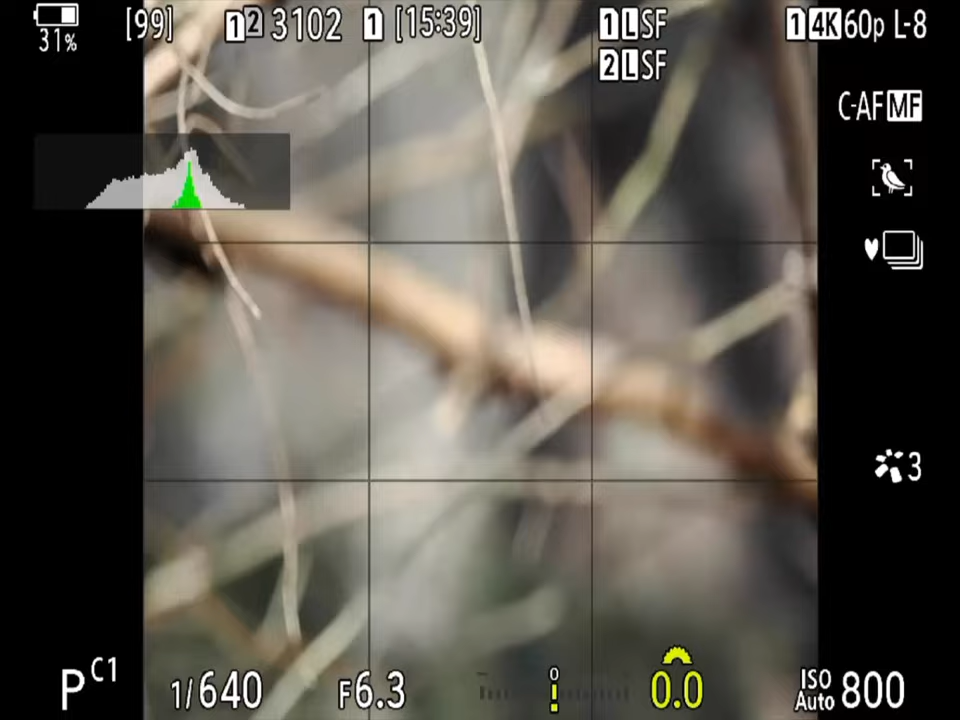 31% [99] 12 3102 1 [15:39] 1 L SF 1 4K 60p L-8
2 L SF
C-AF MF
3
P C1 1/640 F6.3 0 0.0 ISO Auto 800